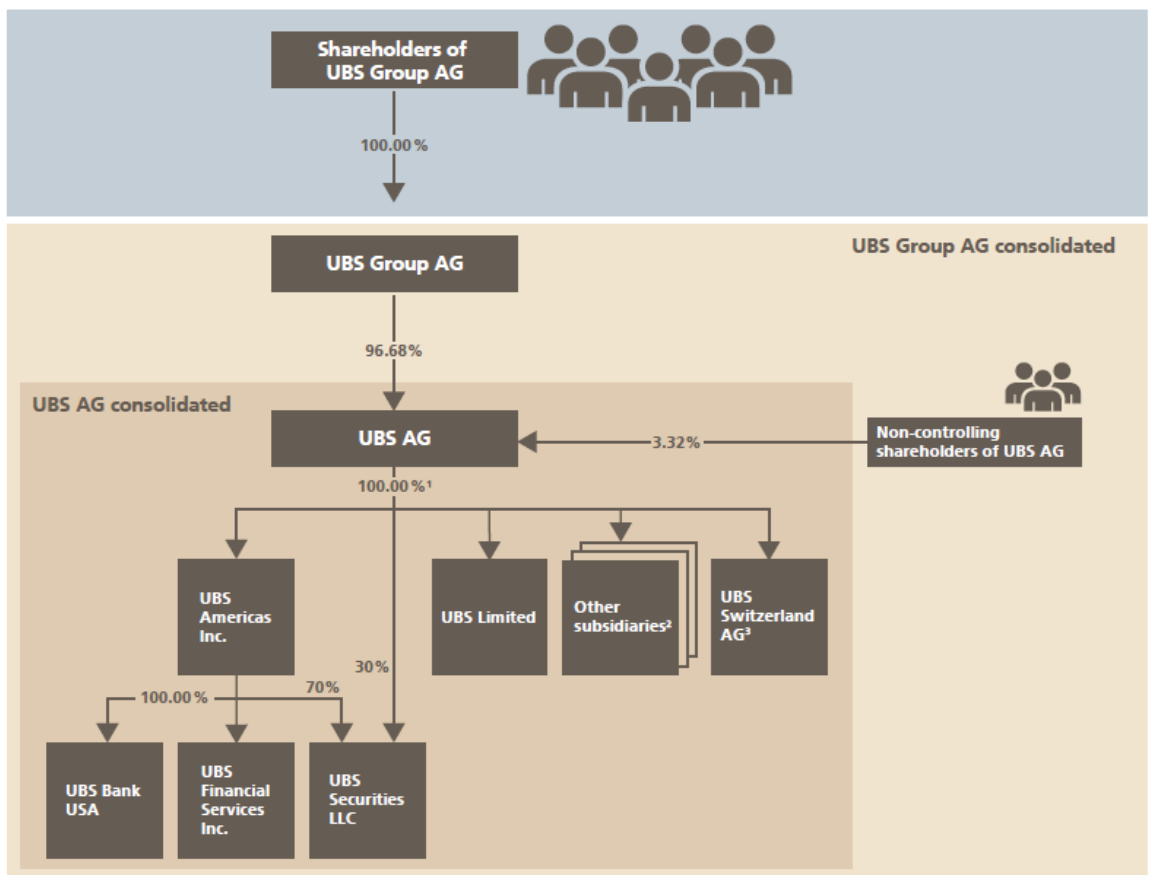 Shareholders of
UBS Group AG
100.00 %
UBS Group AG consolidated
UBS Group AG
96.68%
UBS AG consolidated
UBS AG
3.32%
Non-controlling
shareholders of UBS AG
100.00 %¹
UBS
Americas
Inc.
UBS Limited
Other
subsidiaries²
UBS
Switzerland
AG³
30%
100.00 %
70%
UBS Bank
USA
UBS
Financial
Services
Inc.
UBS
Securities
LLC